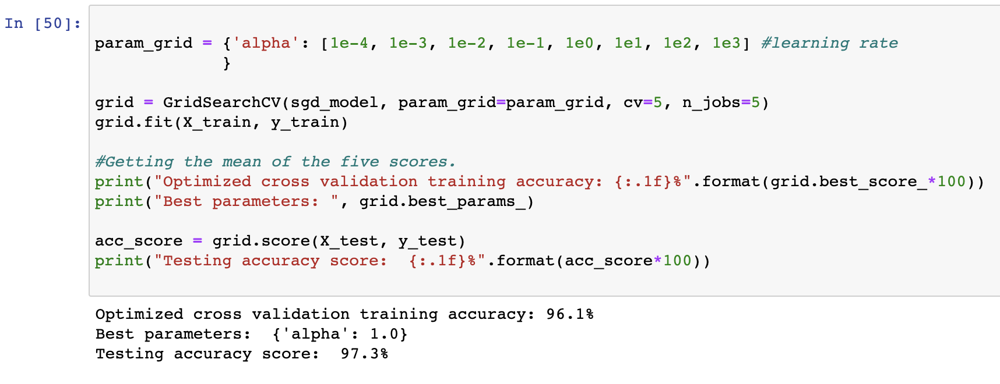 In [50]:
param_grid = {'alpha': [1e-4, 1e-3, 1e-2, 1e-1, 1e0, 1e1, 1e2, 1e3] #learning rate
             }
grid = GridSearchCV(sgd_model, param_grid=param_grid, cv=5, n_jobs=5)
grid.fit(X_train, y_train)
#Getting the mean of the five scores.
print("Optimized cross validation training accuracy: {:.1f}%".format(grid.best_score_*100))
print("Best parameters: ", grid.best_params_)
acc_score = grid.score(X_test, y_test)
print("Testing accuracy score:  {:.1f}%".format(acc_score*100))
Optimized cross validation training accuracy: 96.1%
Best parameters:  {'alpha': 1.0}
Testing accuracy score:  97.3%